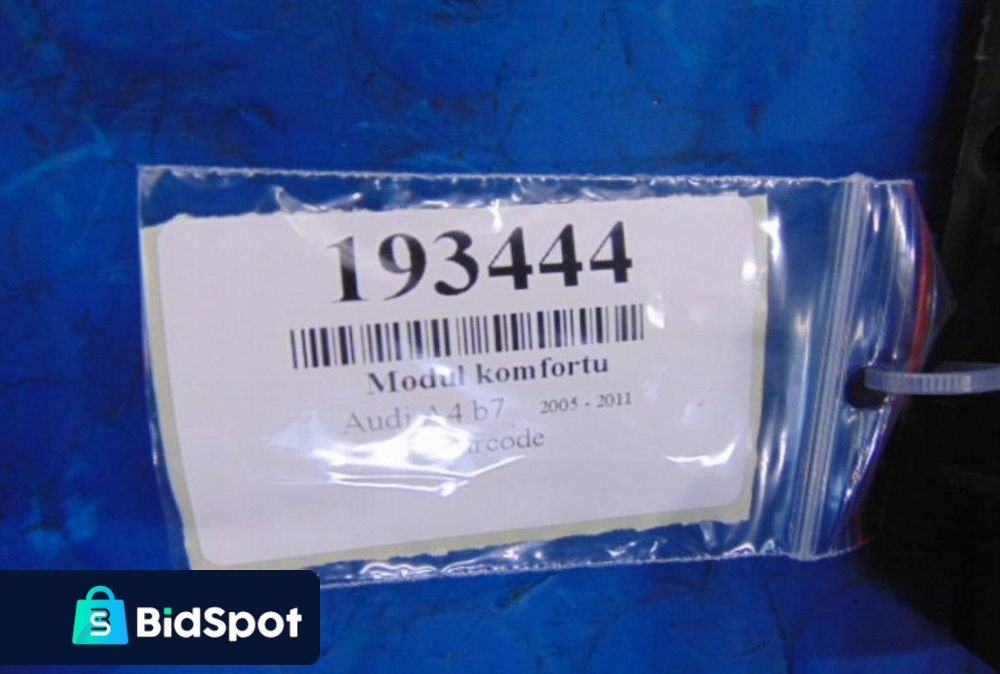 193444
Modul komfortu
Audi A4 b7 2005 - 2011
BidSpot